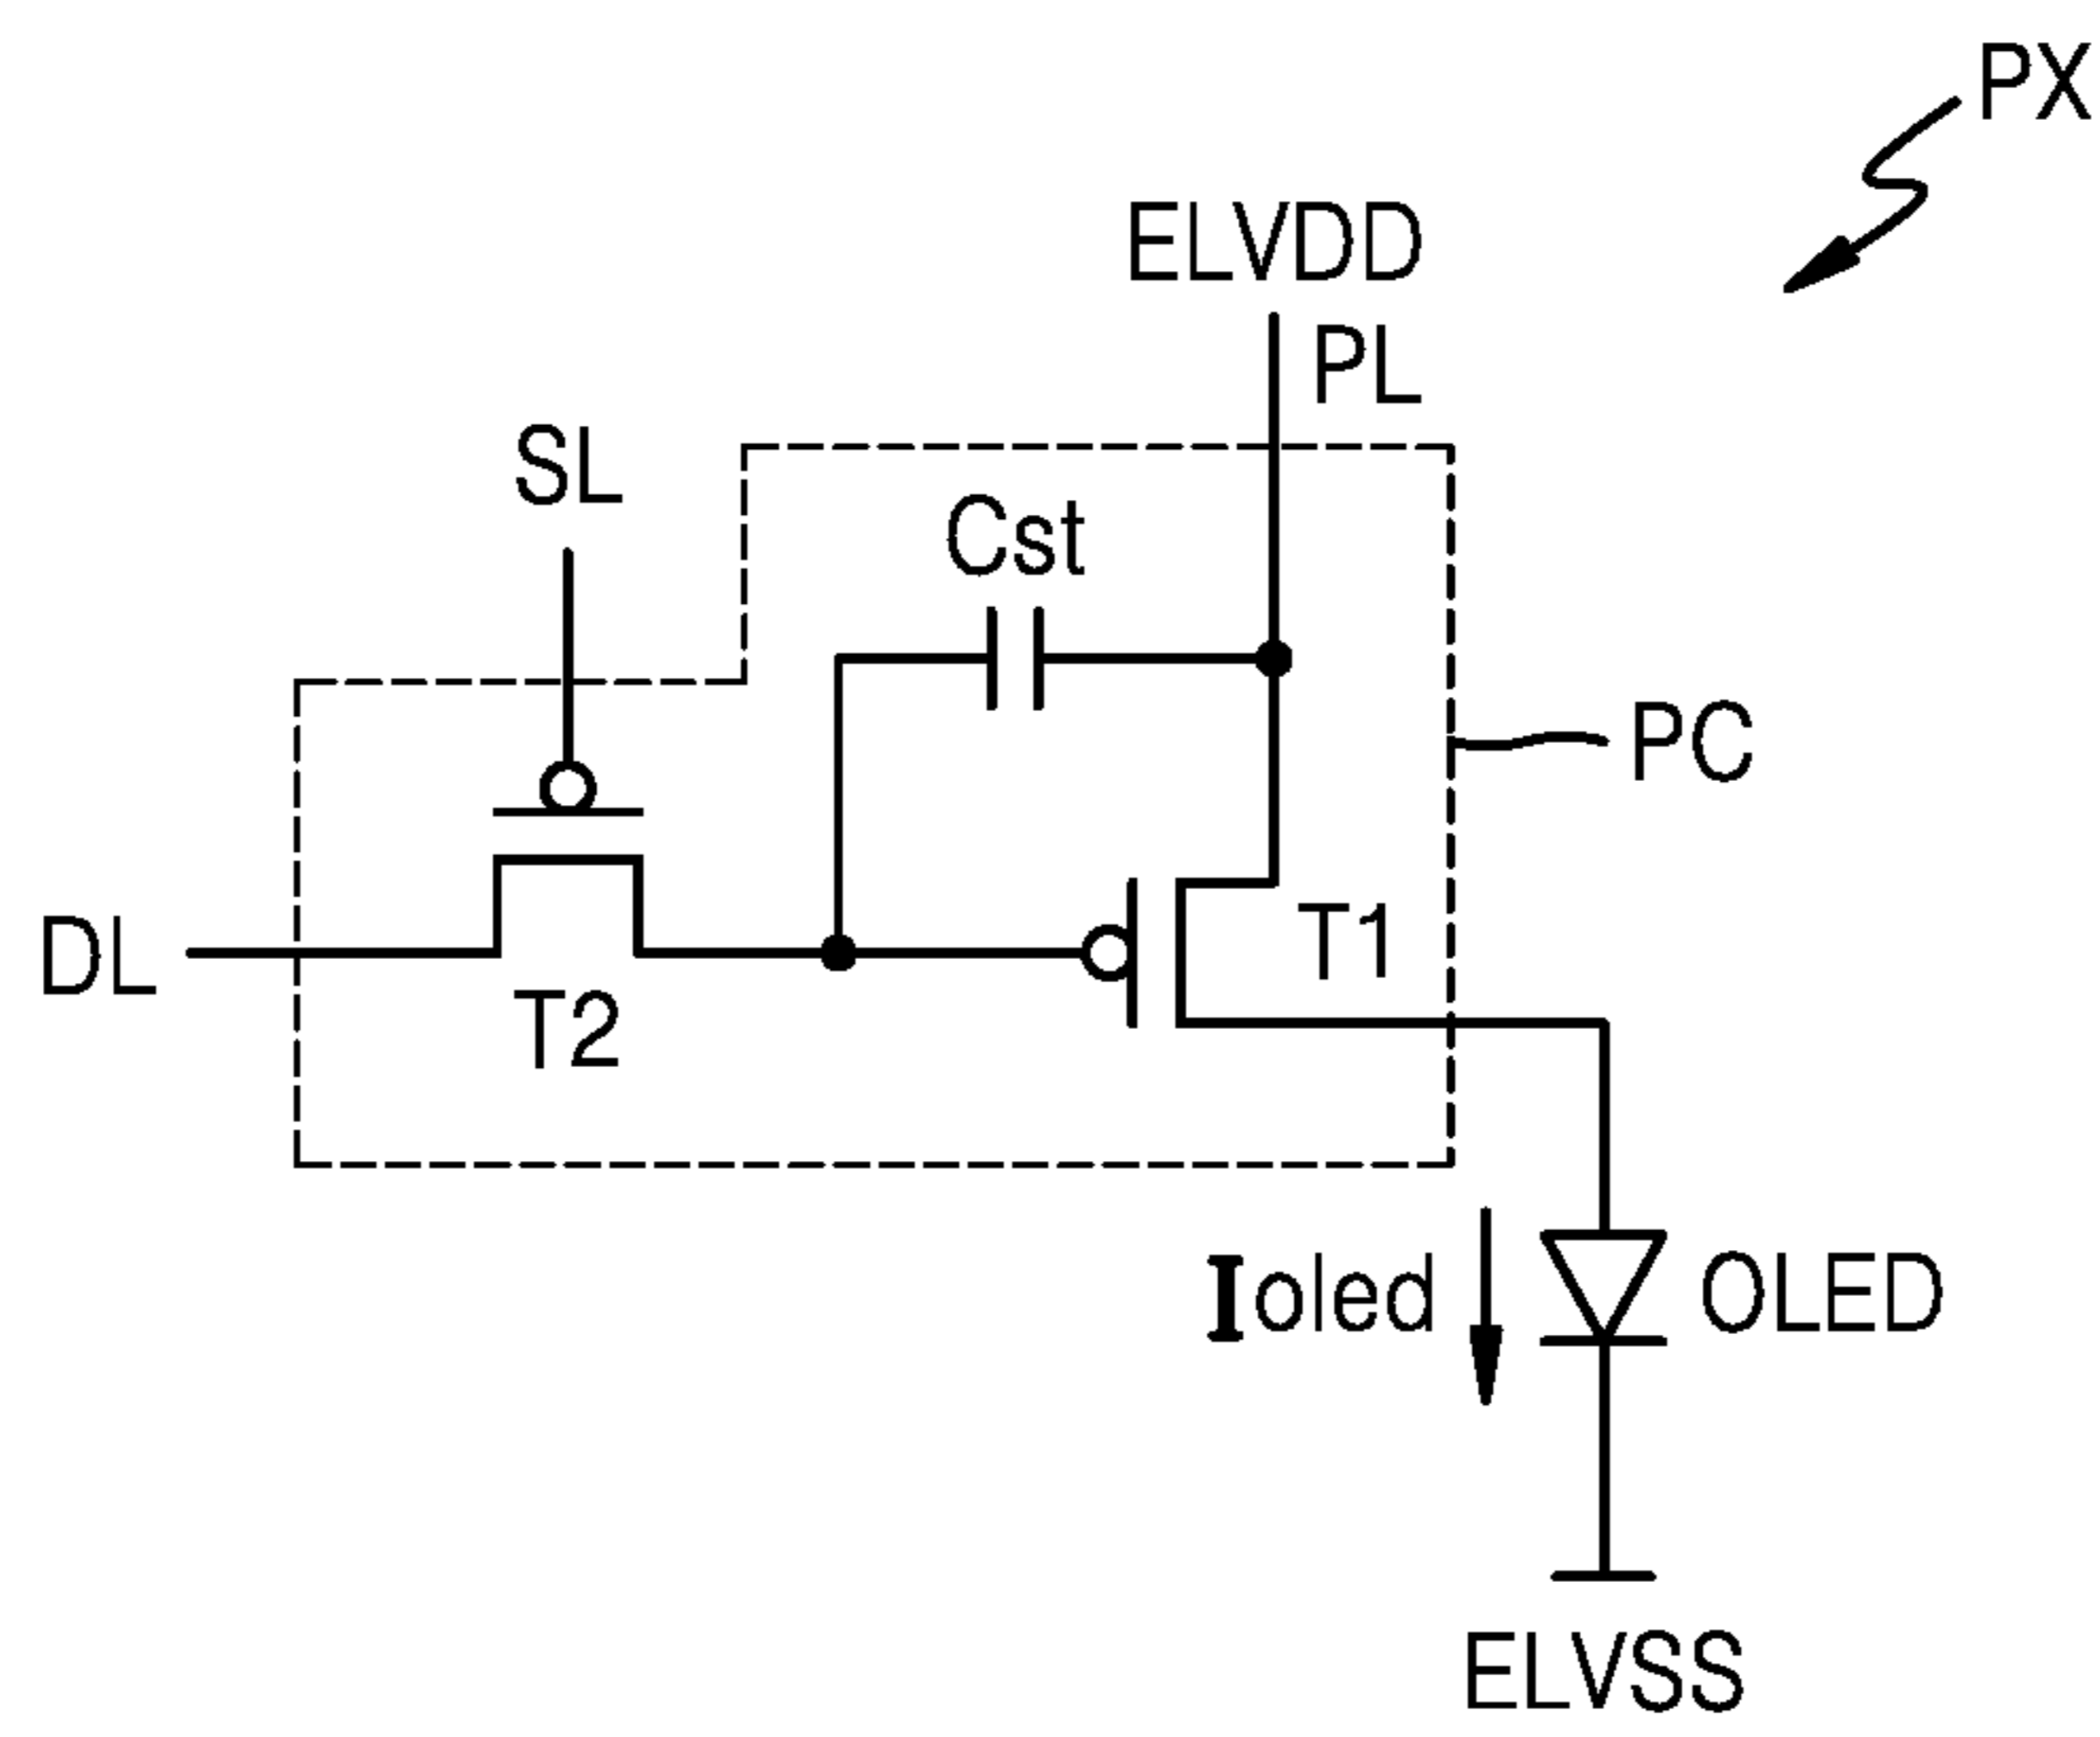 PX
ELVDD
PL
SL
Cst
PC
T1
DL
T2
Ioled
OLED
ELVSS